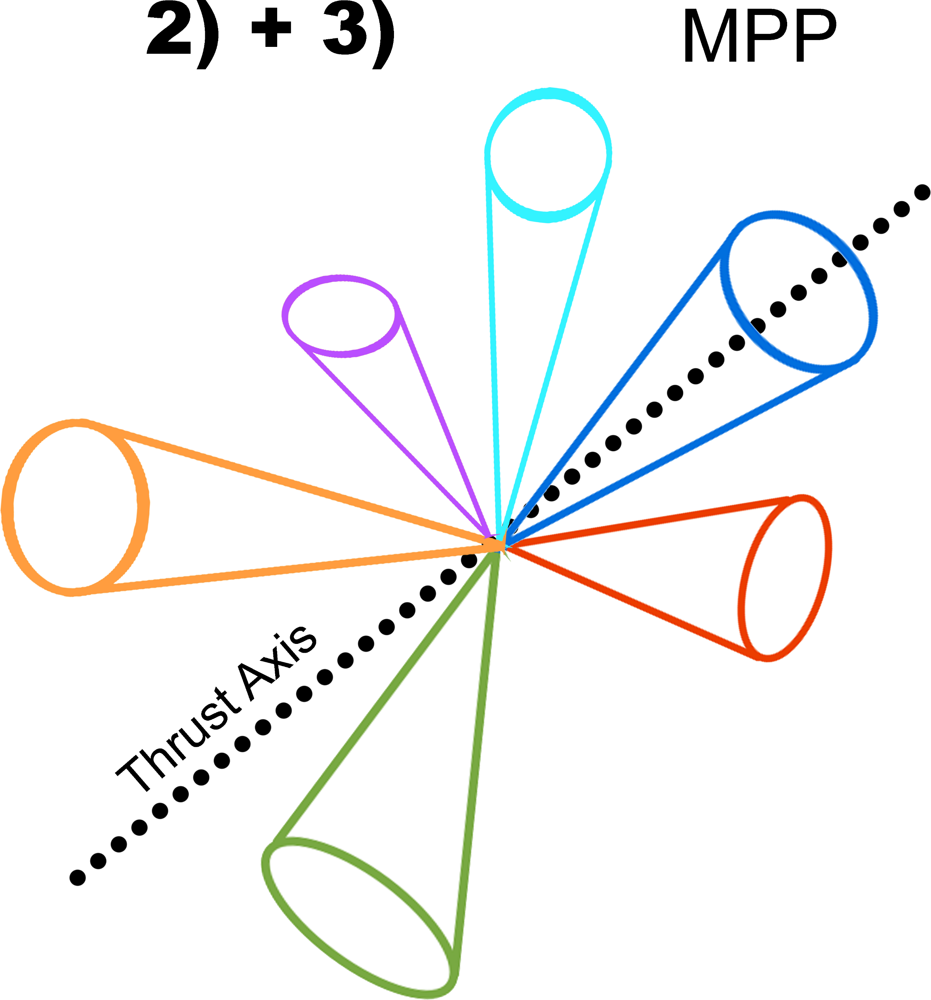 2) + 3)
MPP
Thrust Axis